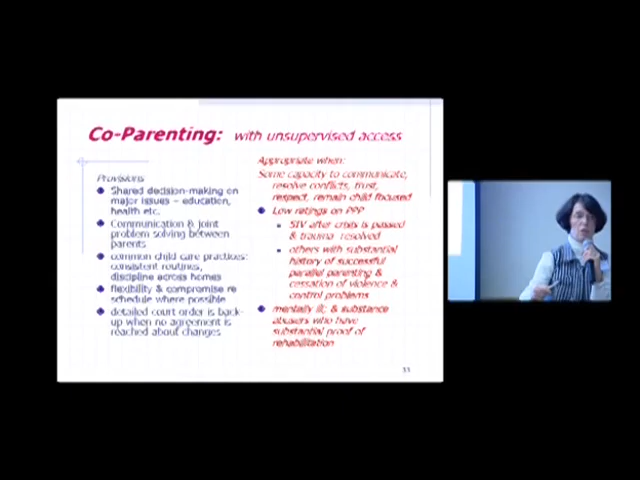 Co-Parenting: with unsupervised access
Provisions
Shared decision-making on
major issues – education,
health etc.
Communication & joint
problem solving between
parents
common child care practices:
consistent routines,
discipline across homes
flexibility & compromise re
schedule where possible
detailed court order is back-
up when no agreement is
reached about changes
Appropriate when:
Some capacity to communicate,
resolve conflicts, trust,
respect, remain child focused
Low ratings on PPP
SIV after crisis is passed
& trauma resolved
others with substantial
history of successful
parallel parenting &
cessation of violence &
control problems
mentally ill; & substance
abusers who have
substantial proof of
rehabilitation
33